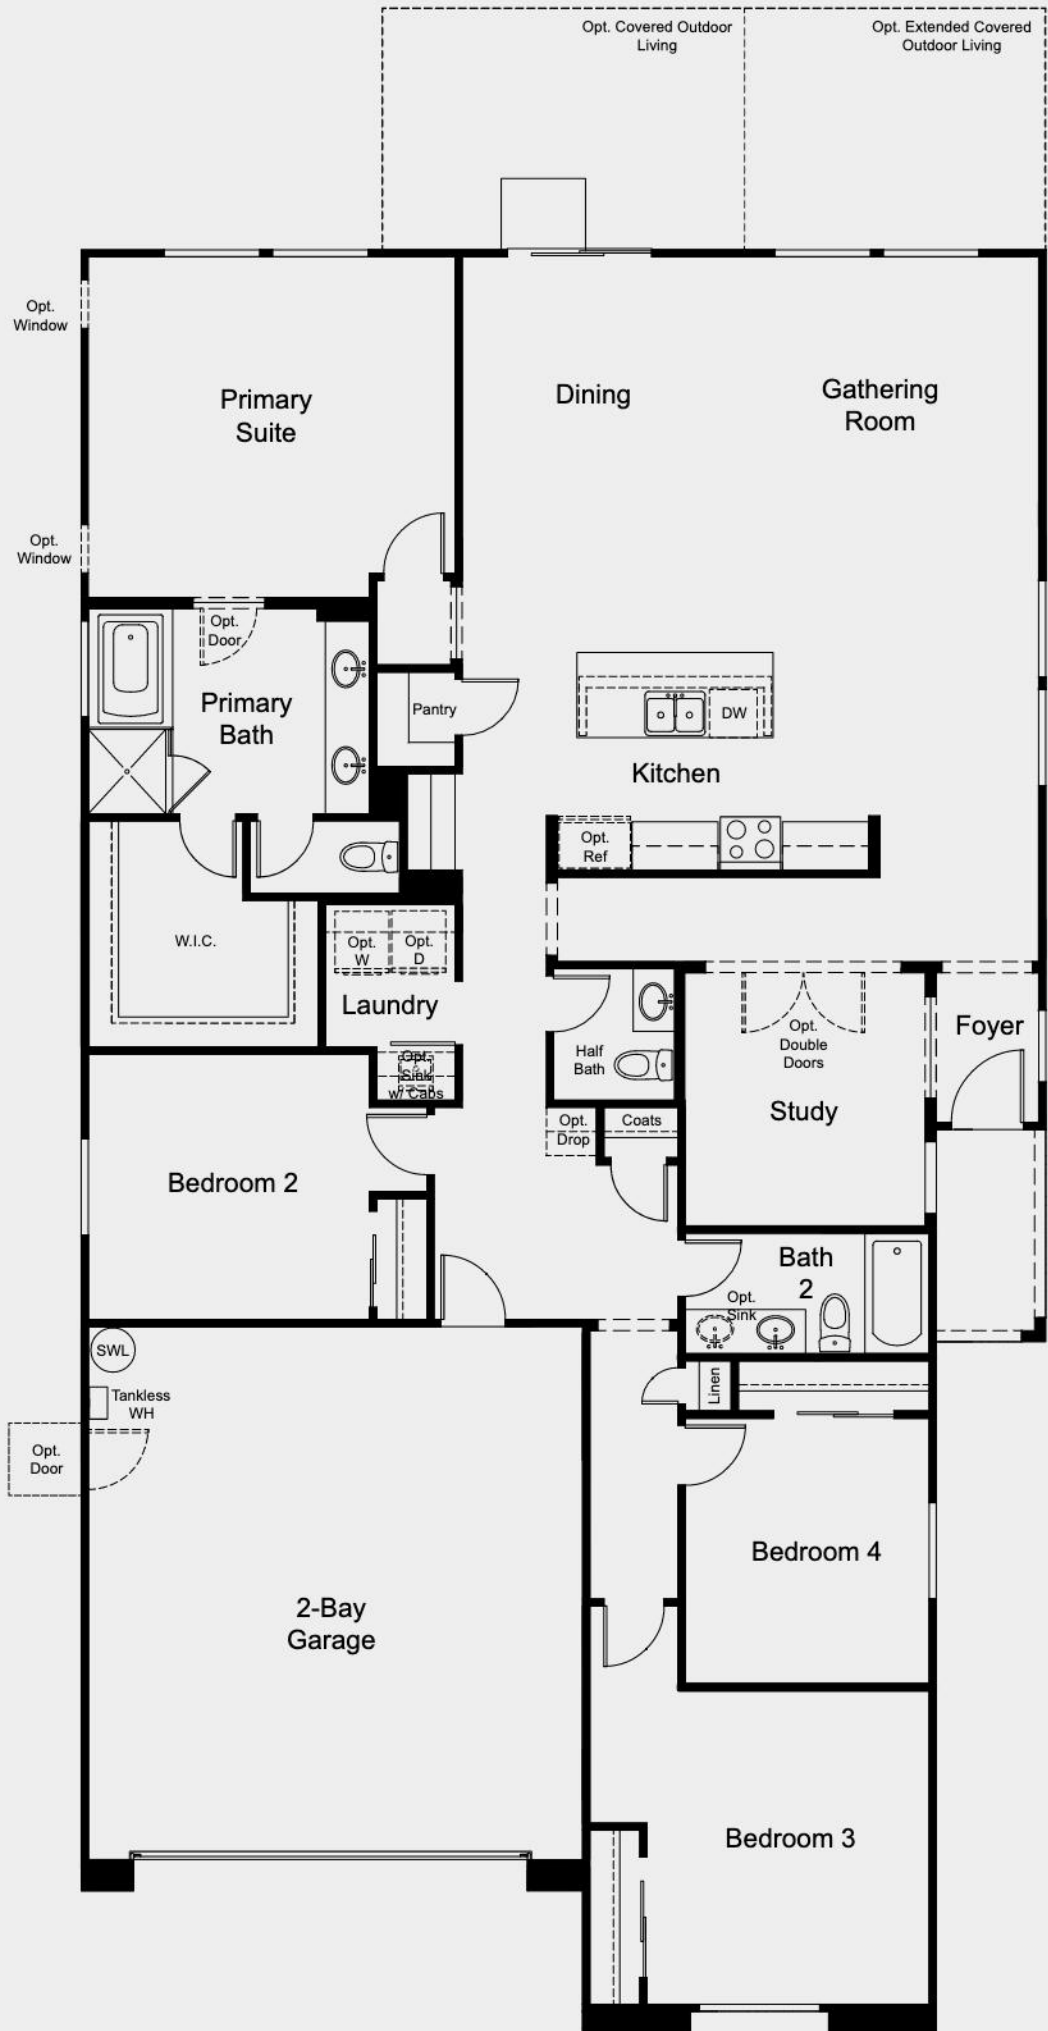 Opt. Covered Outdoor
Living
Opt. Extended Covered
Outdoor Living
Opt.
Window
Primary
Suite
Dining
Gathering
Room
Opt.
Window
Opt.
Door
Primary
Bath
Pantry
DW
Kitchen
Opt.
Ref
W.I.C.
Opt.
W
Opt.
D
Laundry
Opt.
Sink
w/ Cabs
Half
Bath
Opt.
Double
Doors
Foyer
Study
Opt.
Drop
Coats
Bedroom 2
Bath
2
Opt.
Sink
SWL
Tankless
WH
Linen
Opt.
Door
Bedroom 4
2-Bay
Garage
Bedroom 3